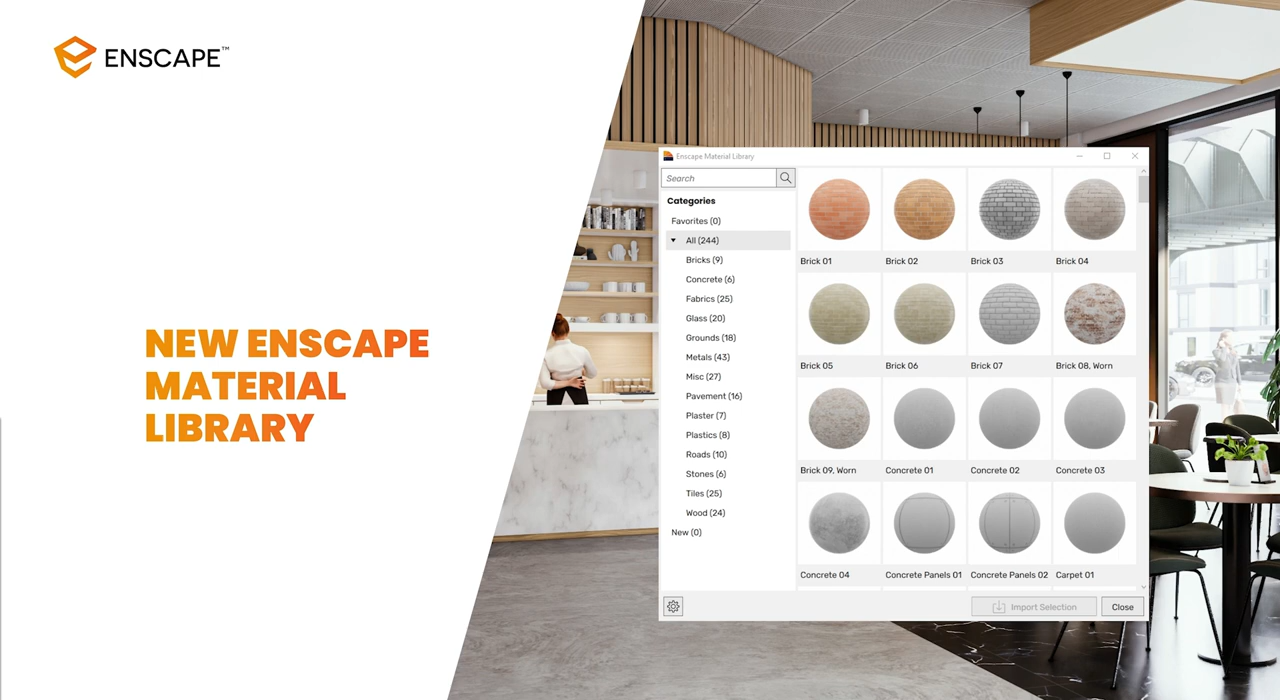 ENSCAPE™
NEW ENSCAPE
MATERIAL
LIBRARY
Enscape Material Library
Search
Categories
Favorites (0)
All (244)
Bricks (9)
Concrete (6)
Fabrics (25)
Glass (20)
Grounds (18)
Metals (43)
Misc (27)
Pavement (16)
Plaster (7)
Plastics (8)
Roads (10)
Stones (6)
Tiles (25)
Wood (24)
New (0)
Brick 01
Brick 02
Brick 03
Brick 04
Brick 05
Brick 06
Brick 07
Brick 08, Worn
Brick 09, Worn
Concrete 01
Concrete 02
Concrete 03
Concrete 04
Concrete Panels 01
Concrete Panels 02
Carpet 01
Import Selection
Close